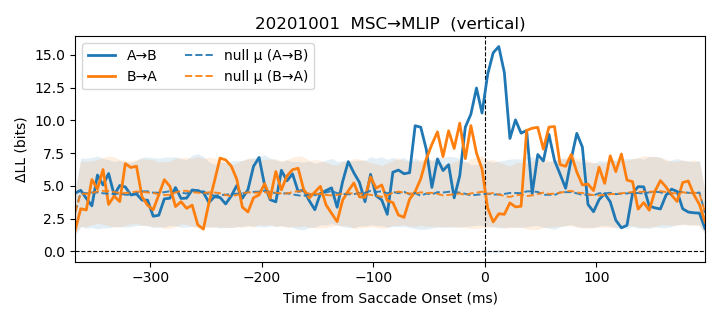 20201001  MSC→MLIP  (vertical)
A→B
B→A
null μ (A→B)
null μ (B→A)
ΔLL (bits)
15.0
12.5
10.0
7.5
5.0
2.5
0.0
−300
−200
−100
0
100
Time from Saccade Onset (ms)